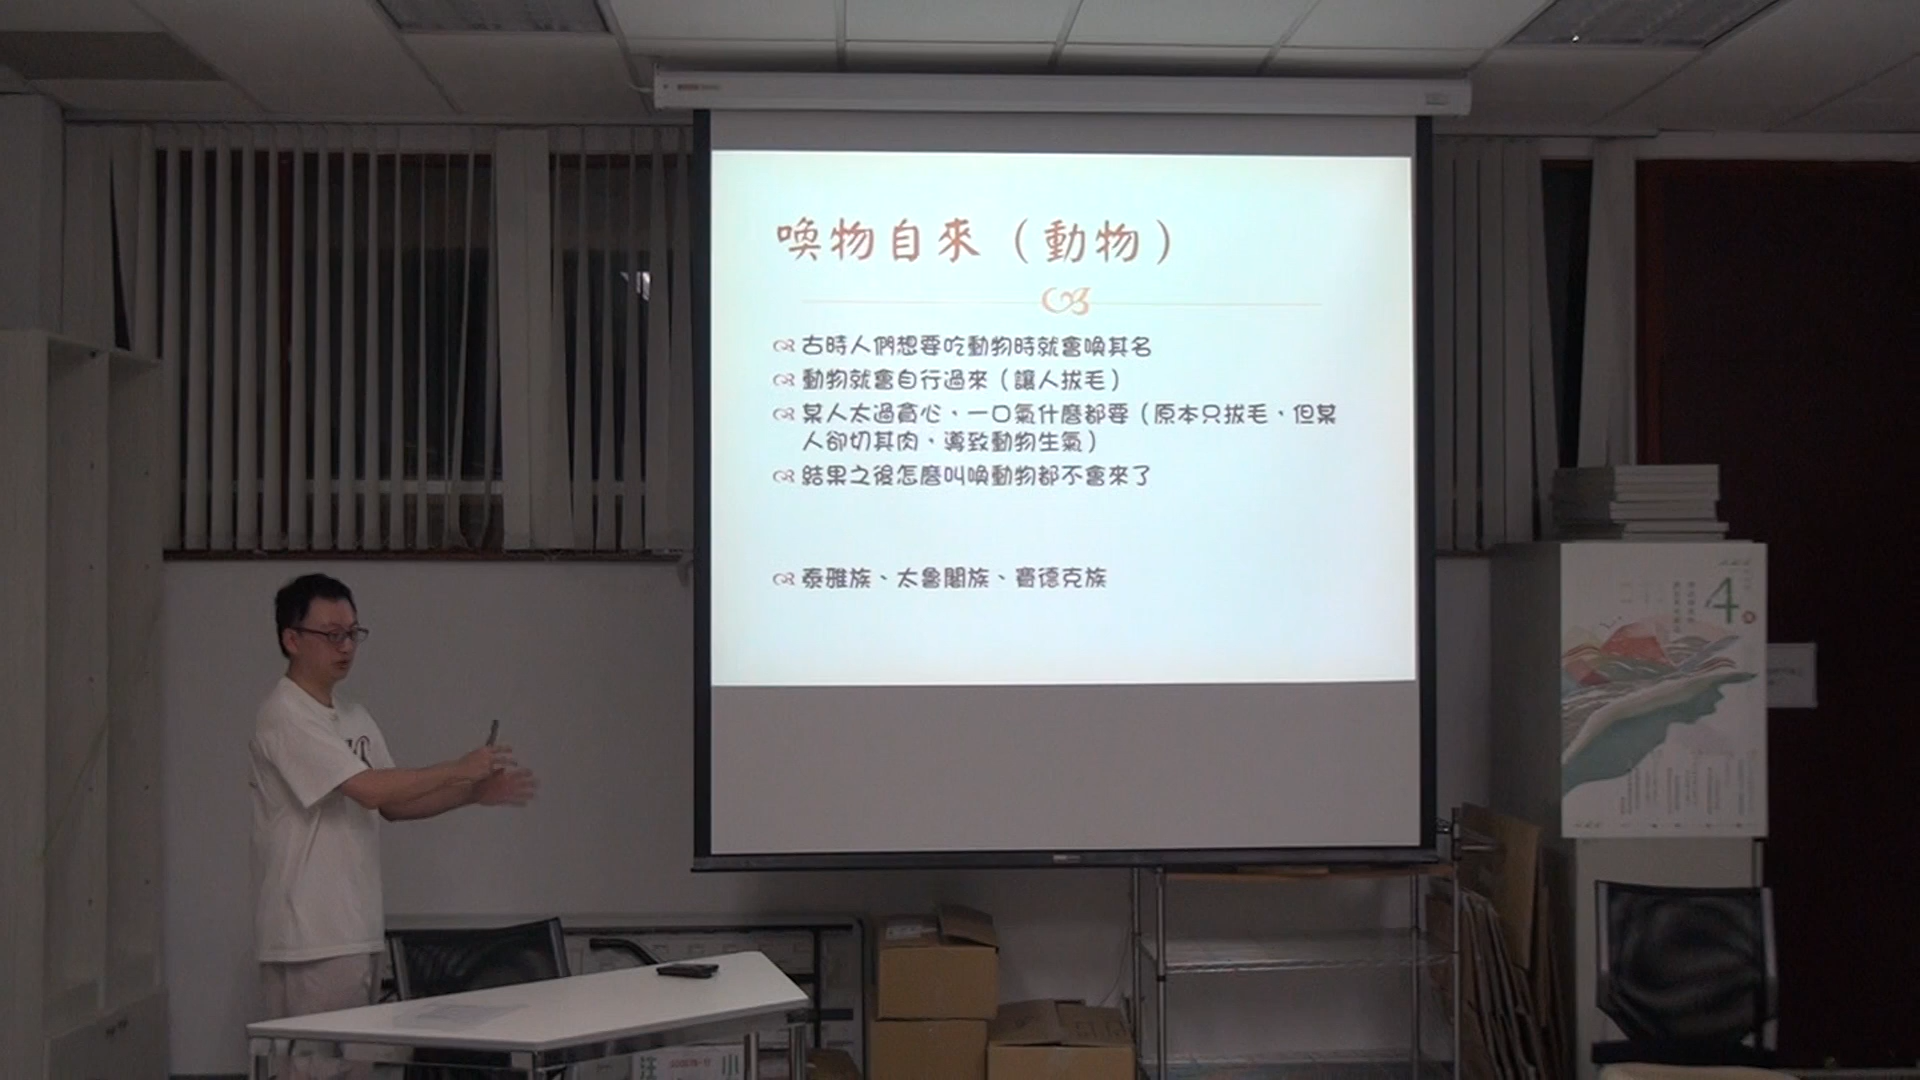 喚物自來（動物）
古時人們想要吃動物時就會喚其名
動物就會自行過來（讓人拔毛）
某人太過貪心、一口氣什麼都要（原本只拔毛、但某
人卻切其肉、導致動物生氣）
結果之後怎麼叫喚動物都不會來了
泰雅族、太魯閣族、賽德克族
4
注
小